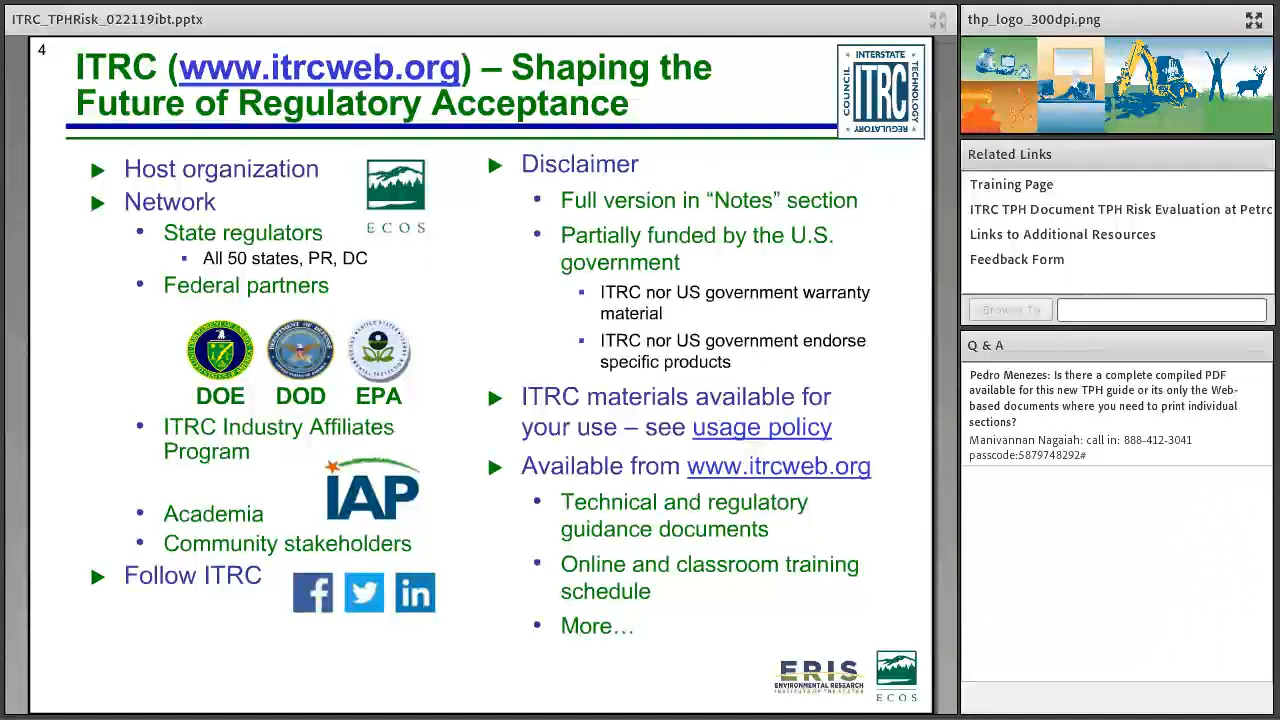 ITRC_TPHRisk_022119ibt.pptx
4
ITRC (www.itrcweb.org) – Shaping the
Future of Regulatory Acceptance
INTERSTATE
COUNCIL
ITRC
TECHNOLOGY
REGULATORY
Host organization
Network
State regulators
All 50 states, PR, DC
Federal partners
ECOS
DOE
DOD
EPA
ITRC Industry Affiliates
Program
IAP
Academia
Community stakeholders
Follow ITRC
Disclaimer
Full version in “Notes” section
Partially funded by the U.S.
government
ITRC nor US government warranty
material
ITRC nor US government endorse
specific products
ITRC materials available for
your use – see usage policy
Available from www.itrcweb.org
Technical and regulatory
guidance documents
Online and classroom training
schedule
More…
ERIS
ENVIRONMENTAL RESEARCH
INSTITUTE OF THE STATES
ECOS
thp_logo_300dpi.png
Related Links
Training Page
ITRC TPH Document TPH Risk Evaluation at Petrc
Links to Additional Resources
Feedback Form
Browse To
Q & A
Pedro Menezes: Is there a complete compiled PDF
available for this new TPH guide or its only the Web-
based documents where you need to print individual
sections?
Manivannan Nagaiah: call in: 888-412-3041
passcode:5879748292#